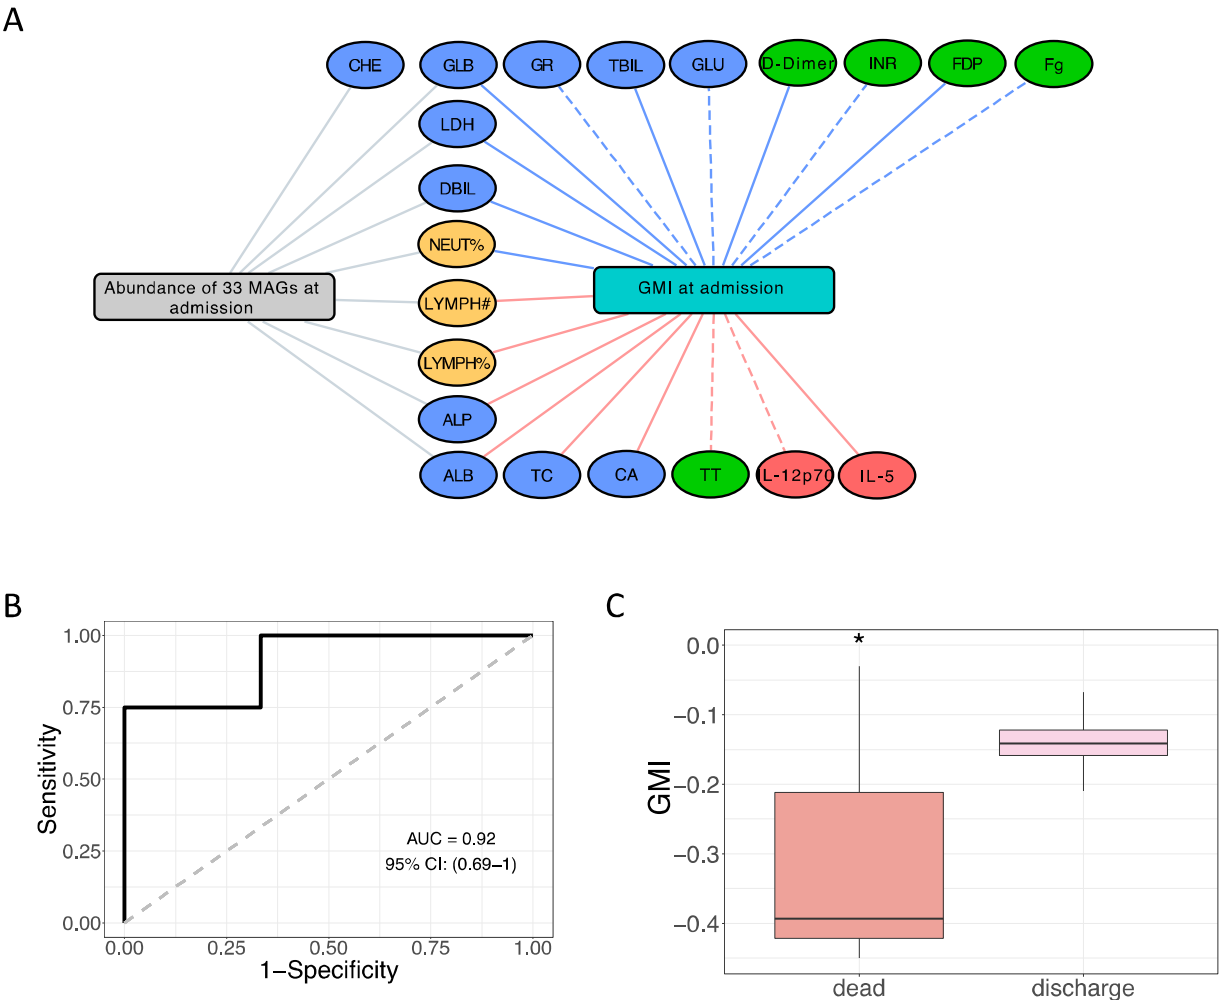 A
CHE GLB GR TBIL GLU D-Dimer INR FDP Fg
LDH
DBIL
NEUT%
Abundance of 33 MAGs at
admission
GMI at admission
LYMPH#
LYMPH%
ALP
ALB TC CA TT IL-12p70 IL-5
B
1.00
0.75
0.50
0.25
0.00
Sensitivity
AUC = 0.92
95% CI: (0.69−1)
0.00 0.25 0.50 0.75 1.00
1−Specificity
C
*
0.0
−0.1
−0.2
−0.3
−0.4
GMI
dead discharge